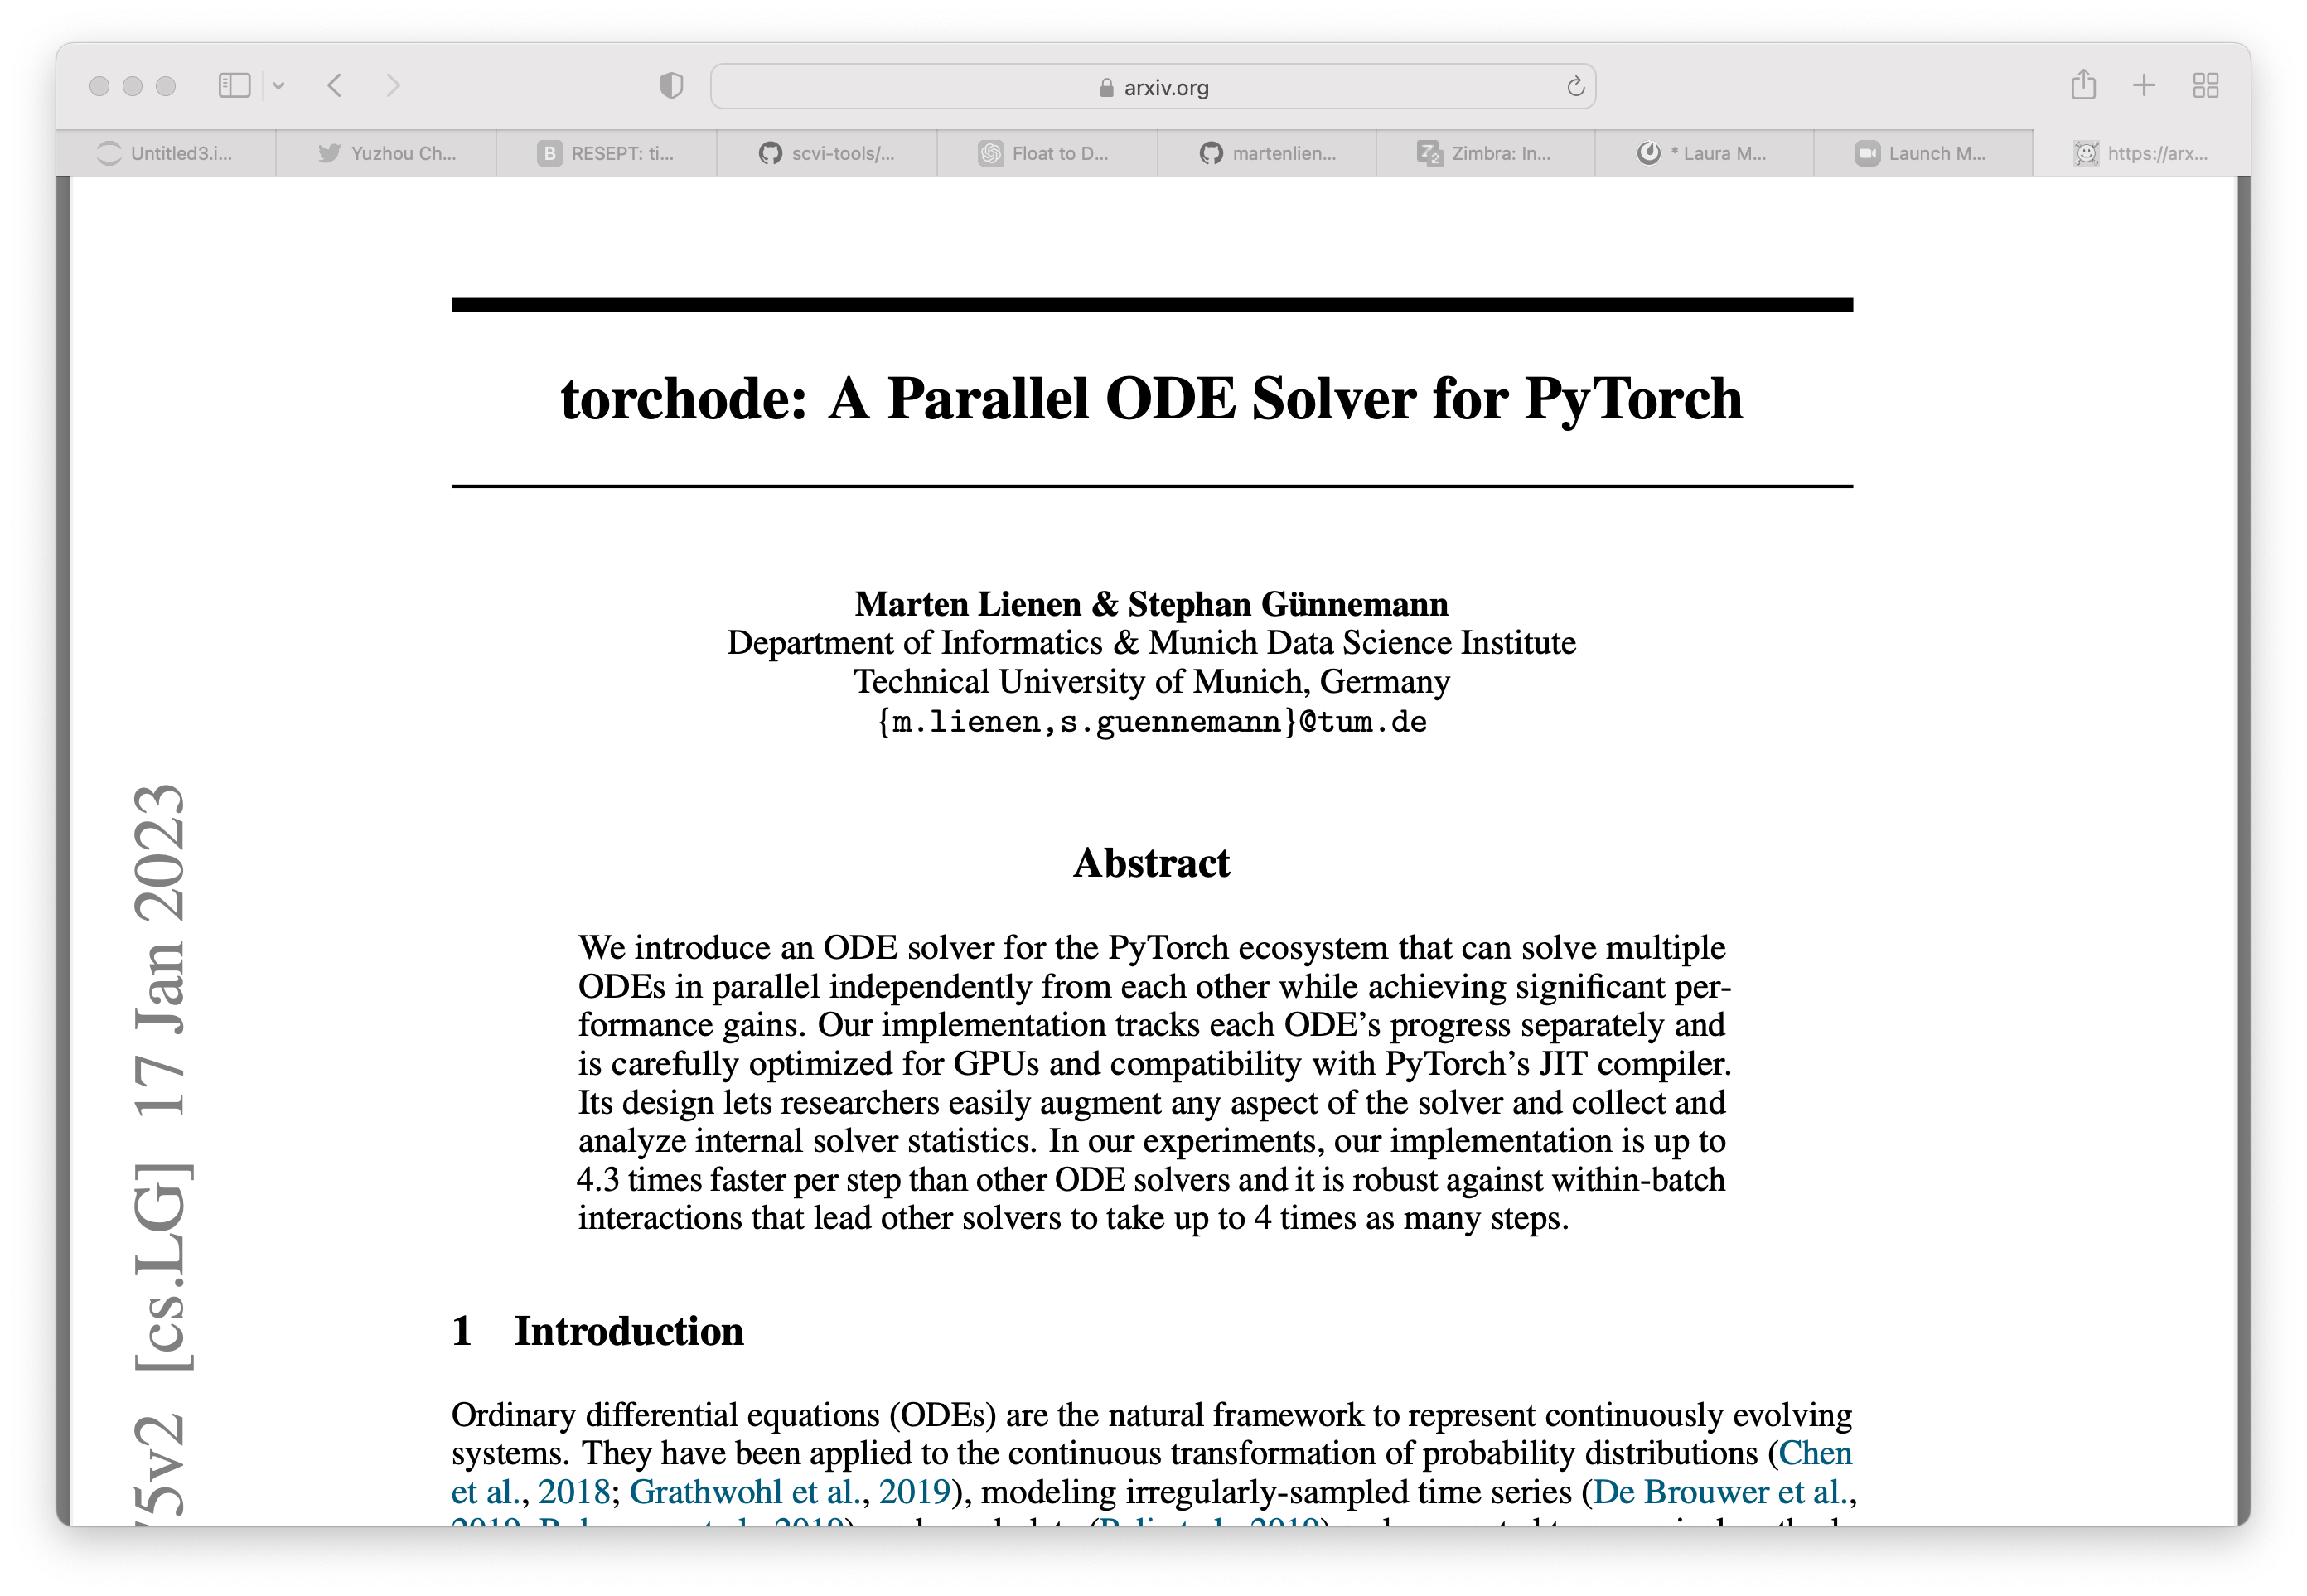 arxiv.org
Untitled3.i...
Yuzhou Ch...
RESEPT: ti...
scvi-tools/...
Float to D...
martenlien...
Zimbra: In...
* Laura M...
Launch M...
https://arx...
torchode: A Parallel ODE Solver for PyTorch
Marten Lienen & Stephan Günnemann
Department of Informatics & Munich Data Science Institute
Technical University of Munich, Germany
{m.lienen,s.guennemann}@tum.de
Abstract
We introduce an ODE solver for the PyTorch ecosystem that can solve multiple
ODEs in parallel independently from each other while achieving significant per-
formance gains. Our implementation tracks each ODE’s progress separately and
is carefully optimized for GPUs and compatibility with PyTorch’s JIT compiler.
Its design lets researchers easily augment any aspect of the solver and collect and
analyze internal solver statistics. In our experiments, our implementation is up to
4.3 times faster per step than other ODE solvers and it is robust against within-batch
interactions that lead other solvers to take up to 4 times as many steps.
1 Introduction
Ordinary differential equations (ODEs) are the natural framework to represent continuously evolving
systems. They have been applied to the continuous transformation of probability distributions (Chen
et al., 2018; Grathwohl et al., 2019), modeling irregularly-sampled time series (De Brouwer et al.,
5v2 [cs.LG] 17 Jan 2023